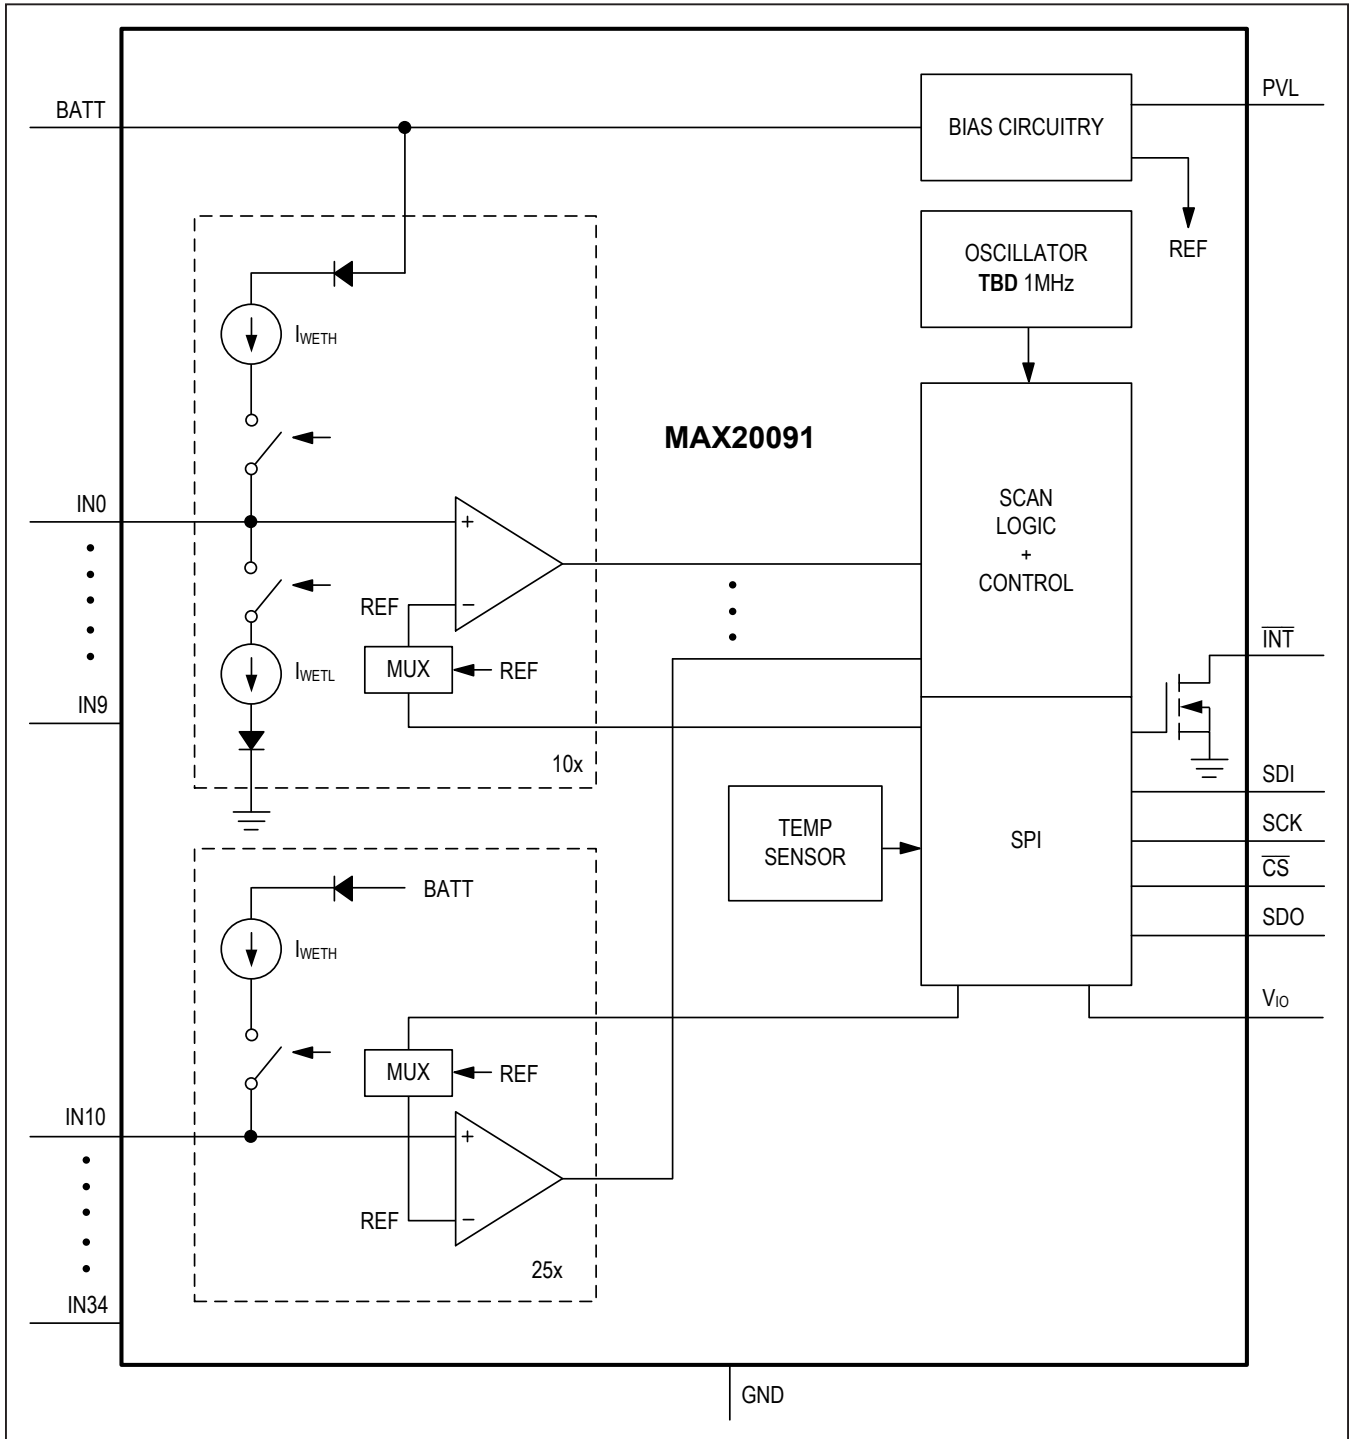 BATT
PVL
BIAS CIRCUITRY
REF
OSCILLATOR
TBD 1MHz
IWETH
MAX20091
IN0
SCAN
LOGIC
+
CONTROL
+
REF
−
MUX
REF
IWETL
IN9
INT
10x
SDI
TEMP
SENSOR
SPI
SCK
CS
SDO
BATT
IWETH
VIO
MUX
REF
IN10
+
REF
−
25x
IN34
GND